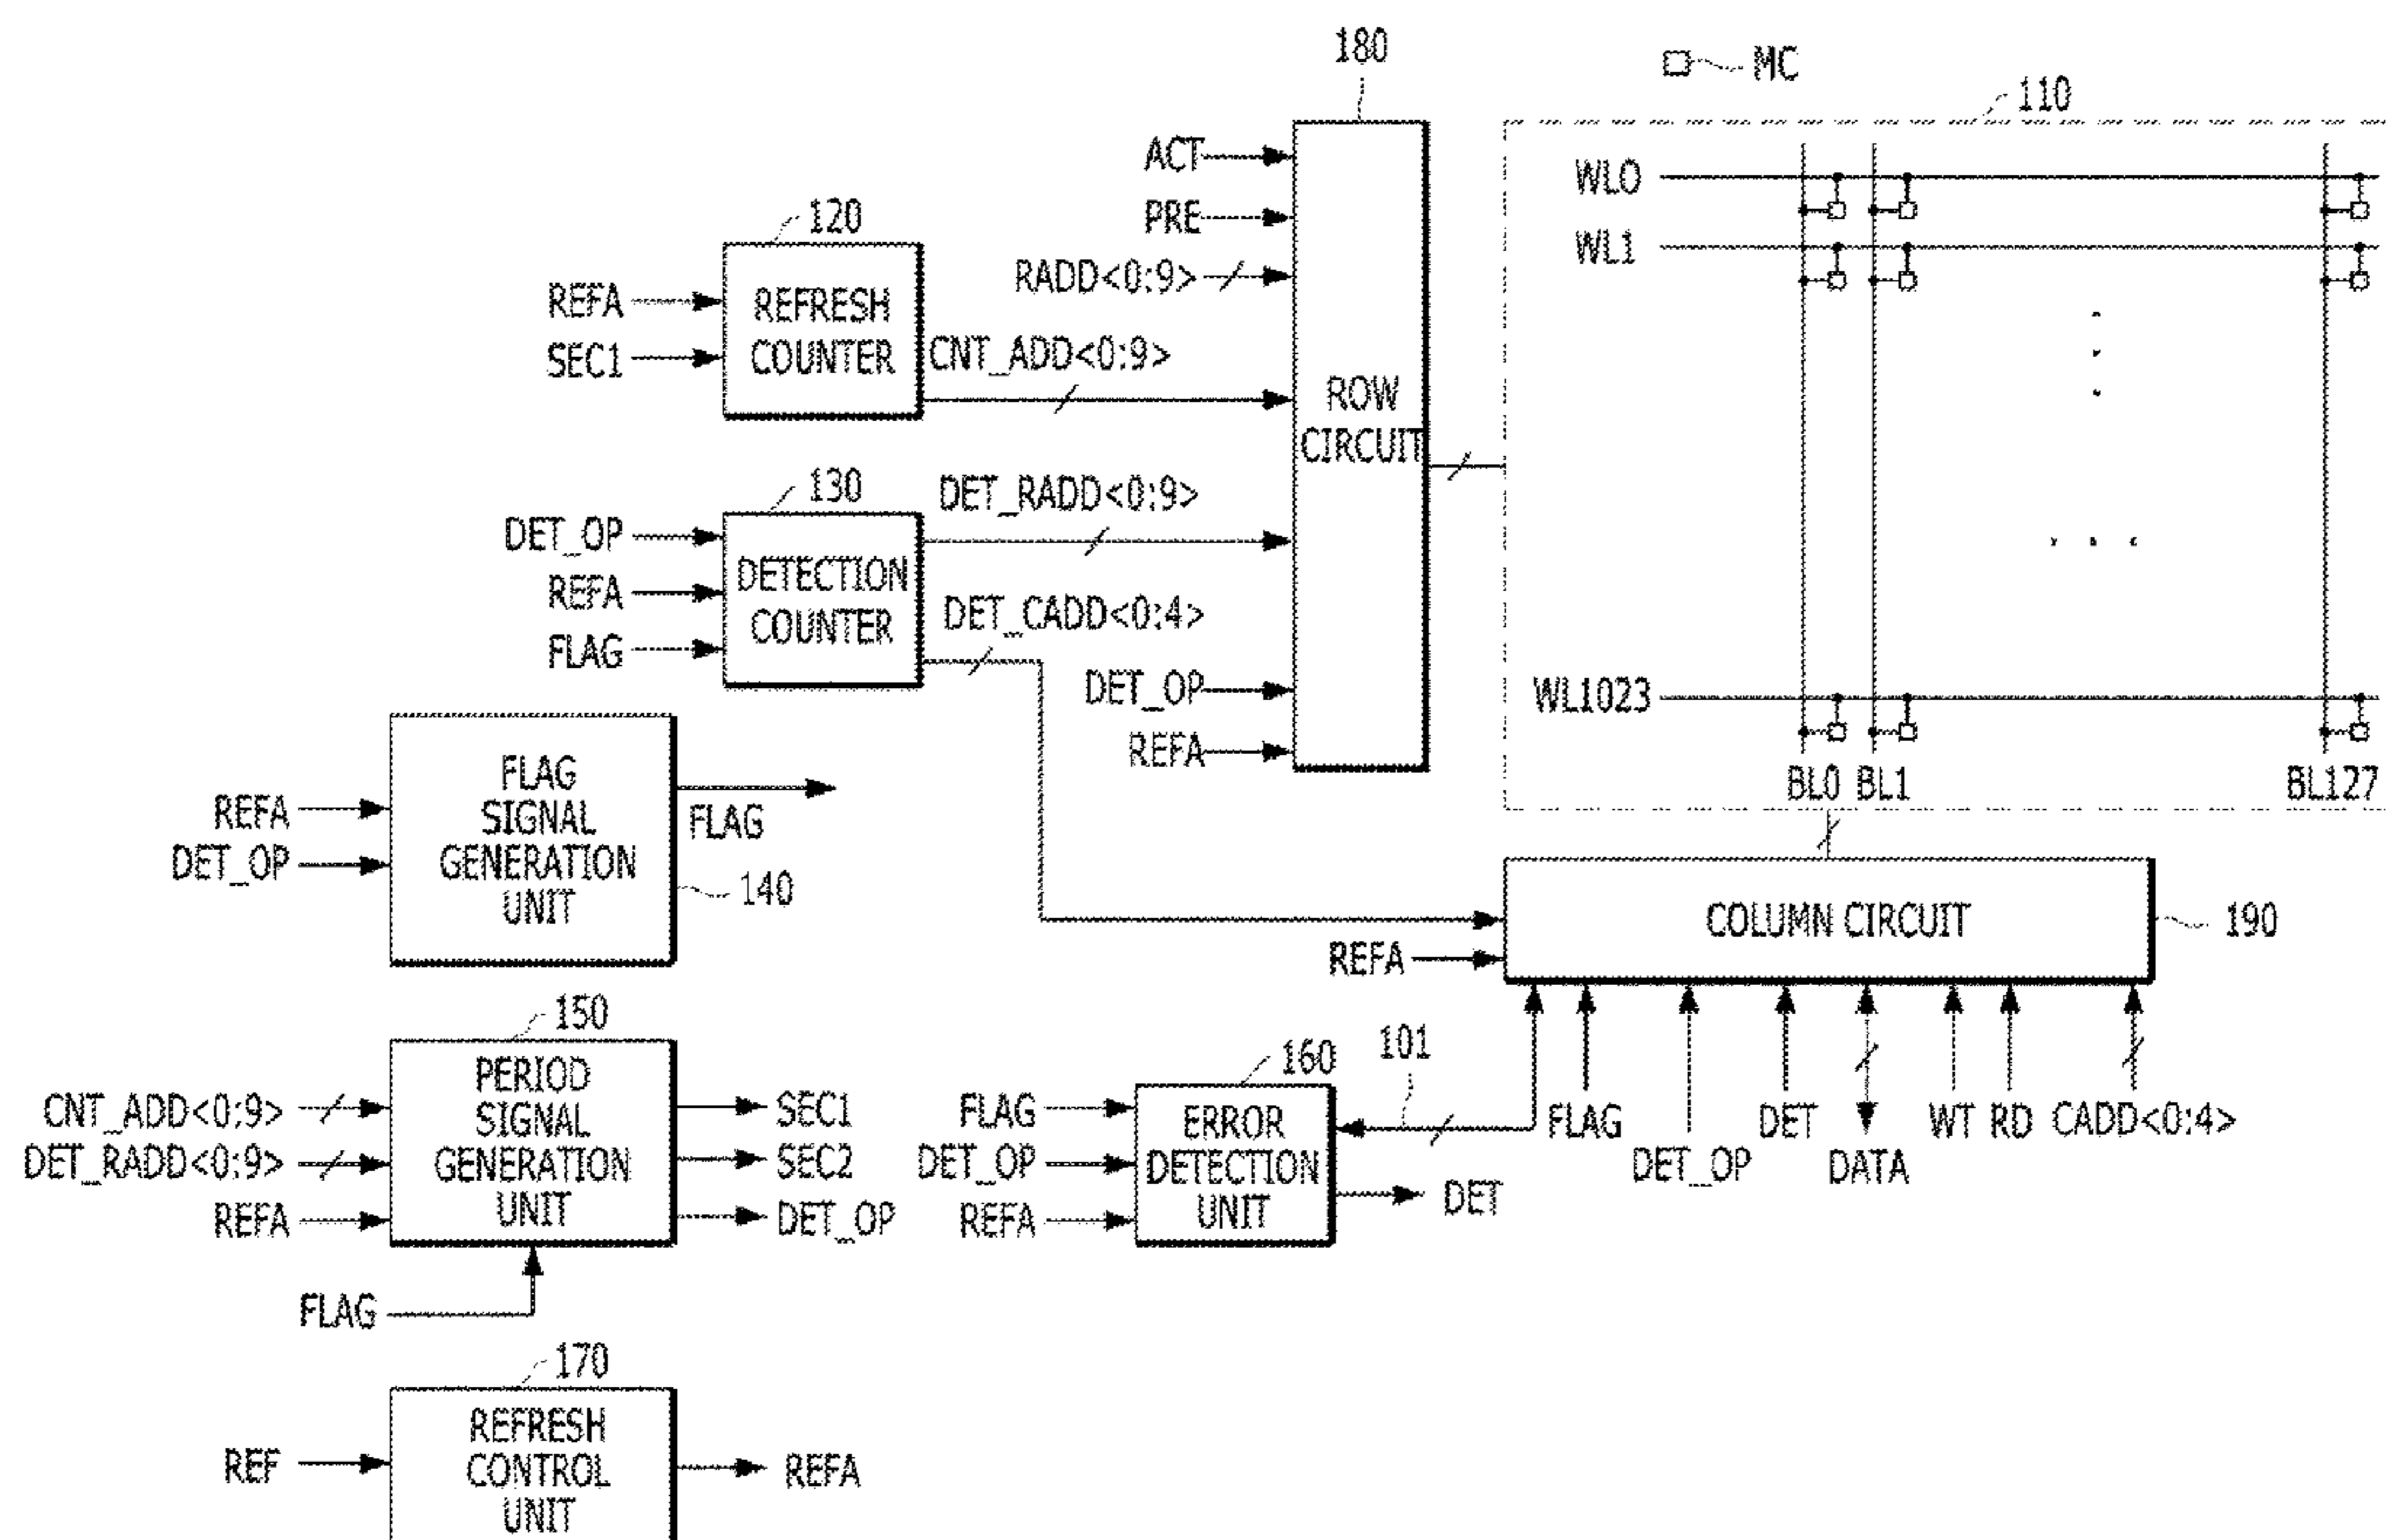 180
MC
110
ACT
PRE
RADD<0:9>
WL0
WL1
120
REFA
SEC1
REFRESH
COUNTER
CNT_ADD<0:9>
ROW
CIRCUIT
130
DET_OP
REFA
FLAG
DETECTION
COUNTER
DET_RADD<0:9>
DET_CADD<0:4>
DET_OP
REFA
WL1023
BL0
BL1
BL127
REFA
DET_OP
FLAG
SIGNAL
GENERATION
UNIT
FLAG
140
REFA
COLUMN CIRCUIT
190
150
CNT_ADD<0:9>
DET_RADD<0:9>
REFA
PERIOD
SIGNAL
GENERATION
UNIT
SEC1
SEC2
DET_OP
FLAG
160
101
FLAG
DET_OP
REFA
ERROR
DETECTION
UNIT
DET
FLAG
DET_OP
DET
DATA
WT
RD
CADD<0:4>
170
REF
REFRESH
CONTROL
UNIT
REFA